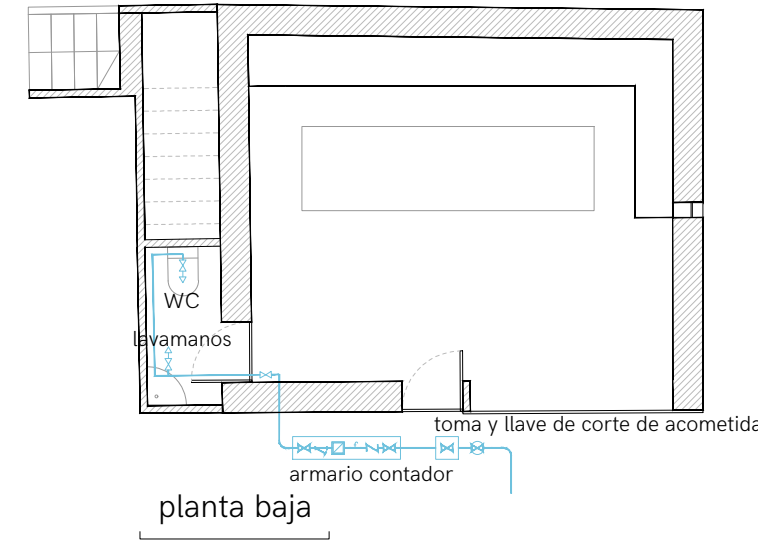 WC
lavamanos
toma y llave de corte de acometida
armario contador
planta baja